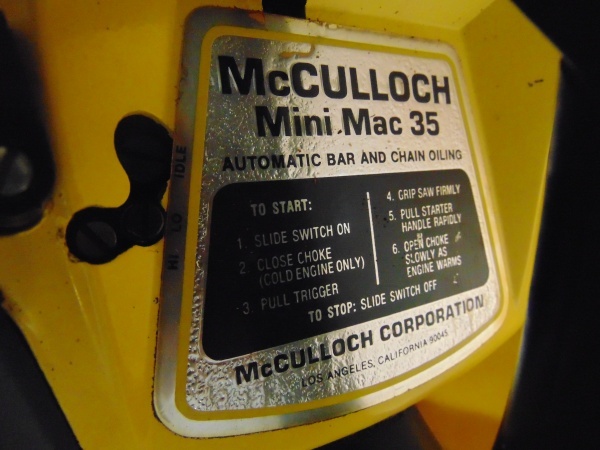 McCULLOCH
Mini Mac 35
AUTOMATIC BAR AND CHAIN OILING
TO START:
1. SLIDE SWITCH ON
2. CLOSE CHOKE
(COLD ENGINE ONLY)
3. PULL TRIGGER
4. GRIP SAW FIRMLY
5. PULL STARTER
HANDLE RAPIDLY
6. OPEN CHOKE
SLOWLY AS
ENGINE WARMS
TO STOP: SLIDE SWITCH OFF
McCULLOCH CORPORATION
LOS ANGELES, CALIFORNIA 90045
HI LO IDLE